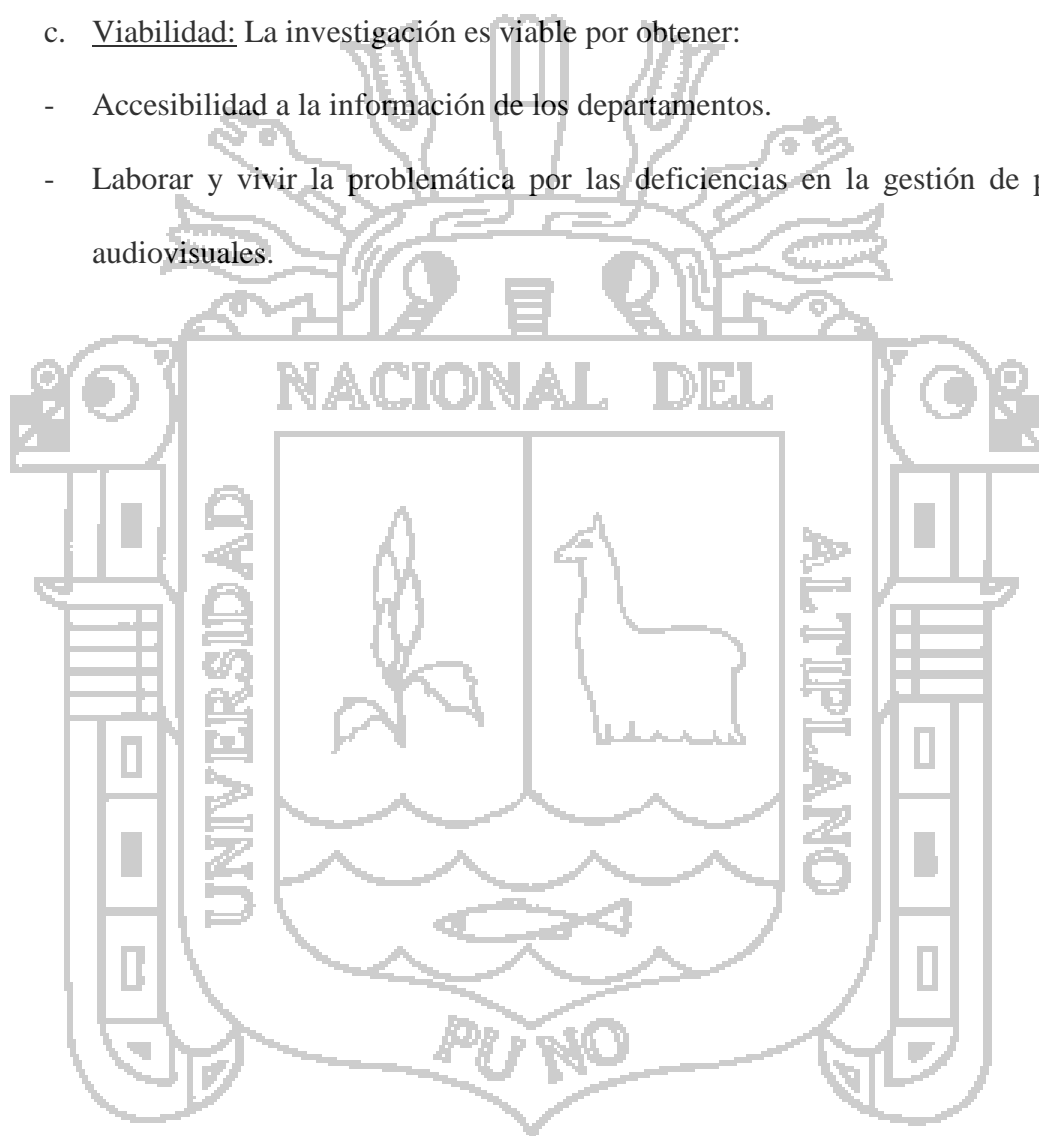 c. Viabilidad: La investigación es viable por obtener:
- Accesibilidad a la información de los departamentos.
- Laborar y vivir la problemática por las deficiencias en la gestión de
audiovisuales.
NACIONAL DEL
UNIVERSIDAD
ALTIPLANO
PUNO